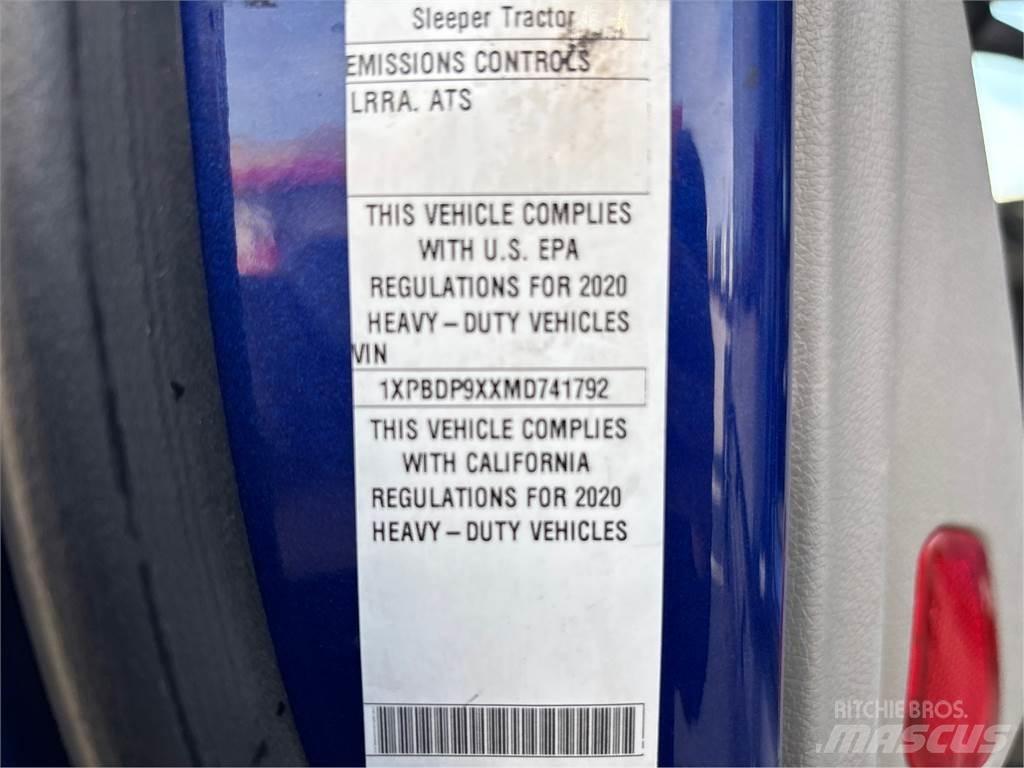 Sleeper Tractor
EMISSIONS CONTROLS
LRRA. ATS
THIS VEHICLE COMPLIES
WITH U.S. EPA
REGULATIONS FOR 2020
HEAVY-DUTY VEHICLES
VIN
1XPBDP9XXMD741792
THIS VEHICLE COMPLIES
WITH CALIFORNIA
REGULATIONS FOR 2020
HEAVY-DUTY VEHICLES
RITCHIE BROS.
MASCUS